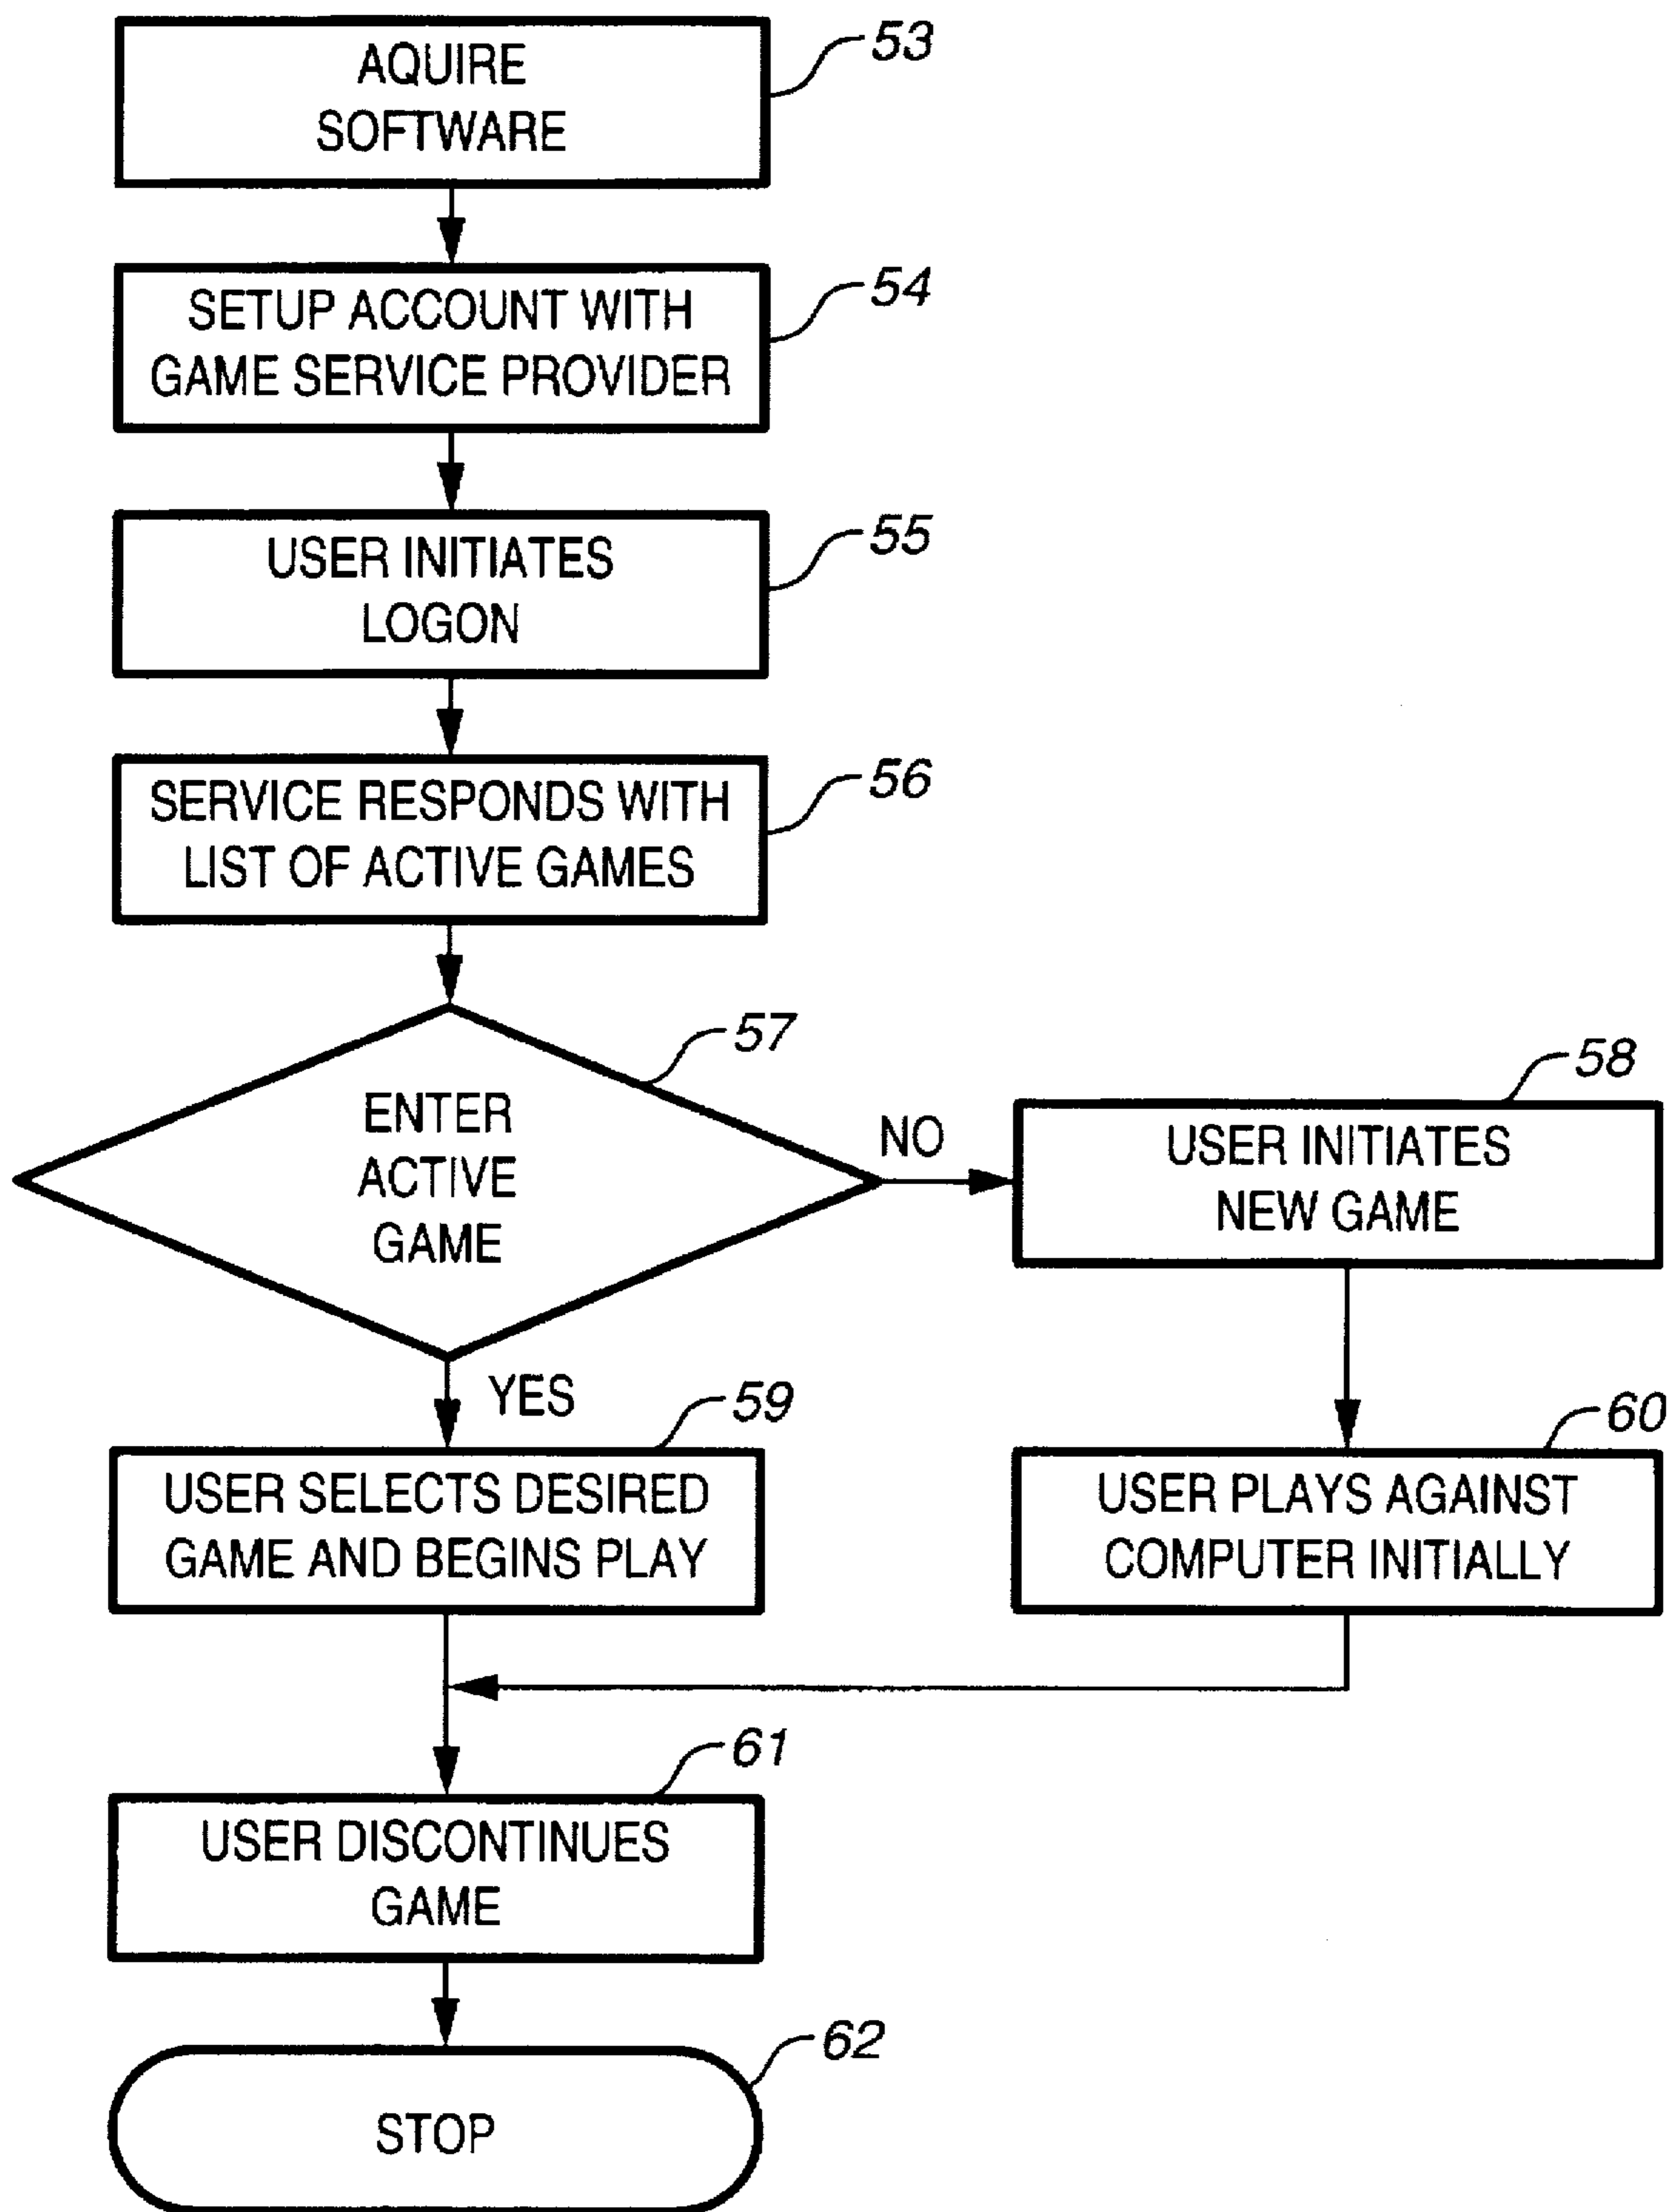 AQUIRE
SOFTWARE
53
SETUP ACCOUNT WITH
GAME SERVICE PROVIDER
54
USER INITIATES
LOGON
55
SERVICE RESPONDS WITH
LIST OF ACTIVE GAMES
56
ENTER
ACTIVE
GAME
57
NO
USER INITIATES
NEW GAME
58
YES
USER SELECTS DESIRED
GAME AND BEGINS PLAY
59
USER PLAYS AGAINST
COMPUTER INITIALLY
60
USER DISCONTINUES
GAME
61
STOP
62